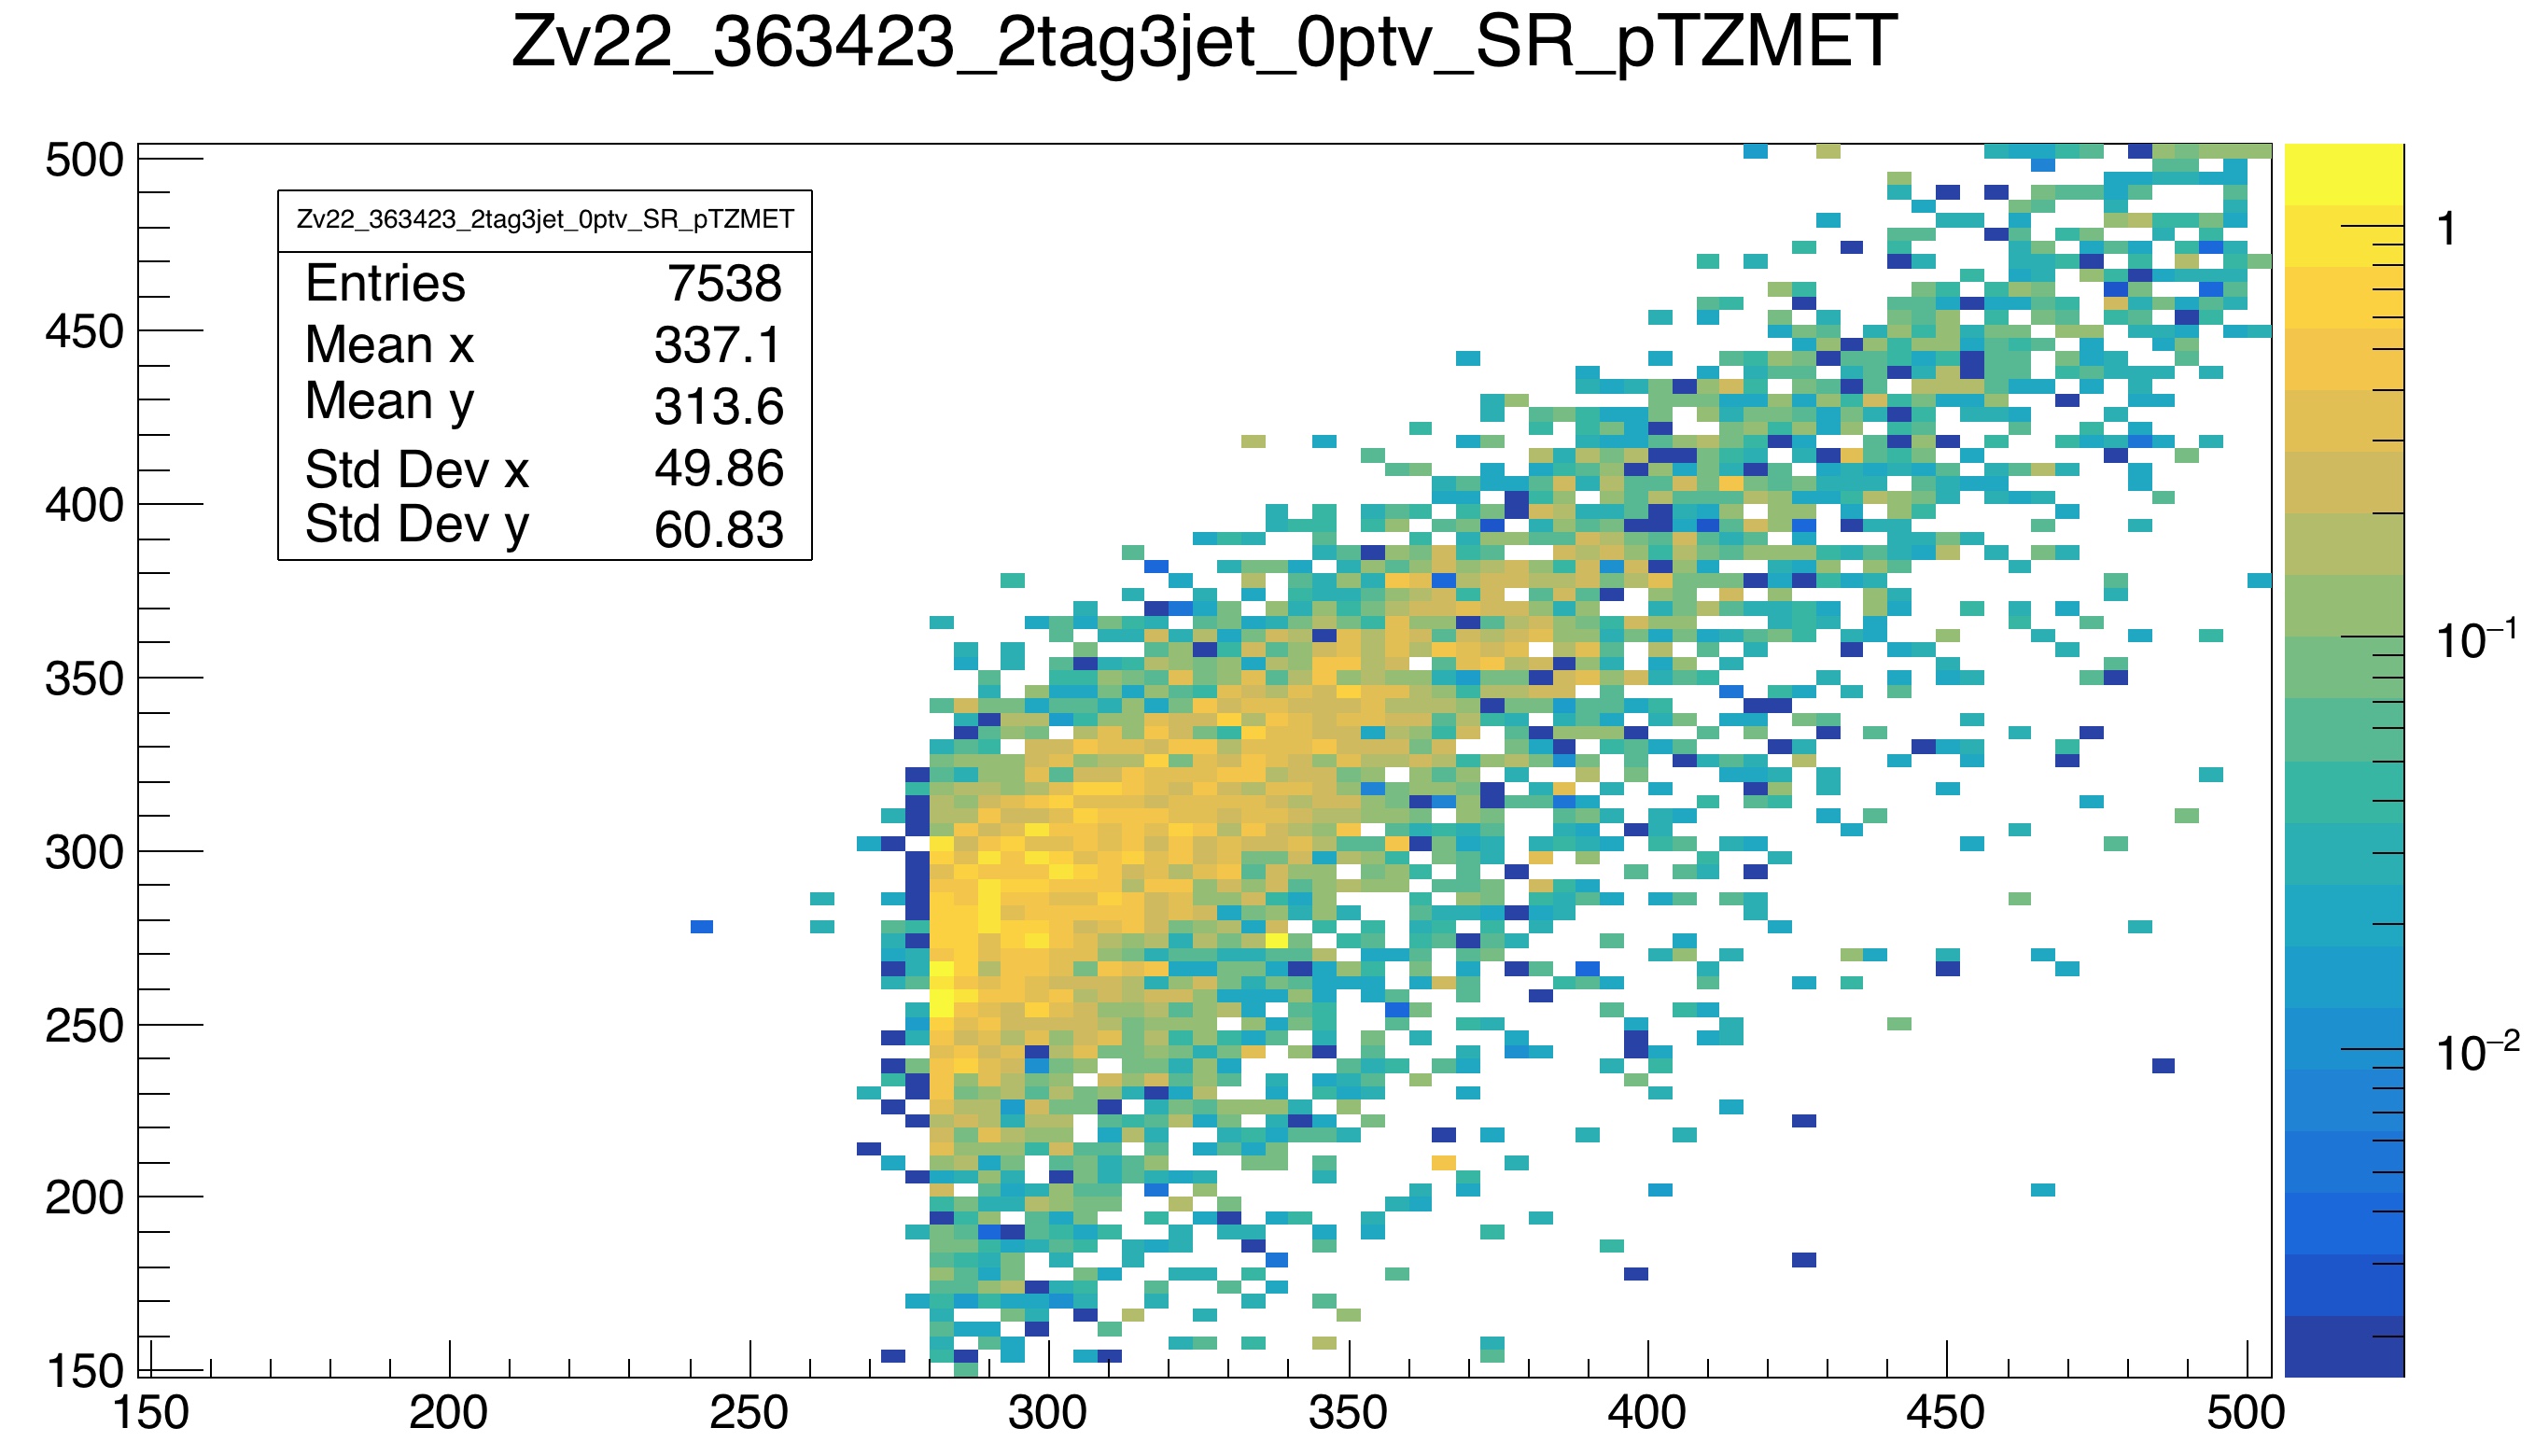 Zv22_363423_2tag3jet_0ptv_SR_pTZMET
Zv22_363423_2tag3jet_0ptv_SR_pTZMET
Entries 7538
Mean x 337.1
Mean y 313.6
Std Dev x 49.86
Std Dev y 60.83
500
450
400
350
300
250
200
150
150 200 250 300 350 400 450 500
1
10⁻¹
10⁻²